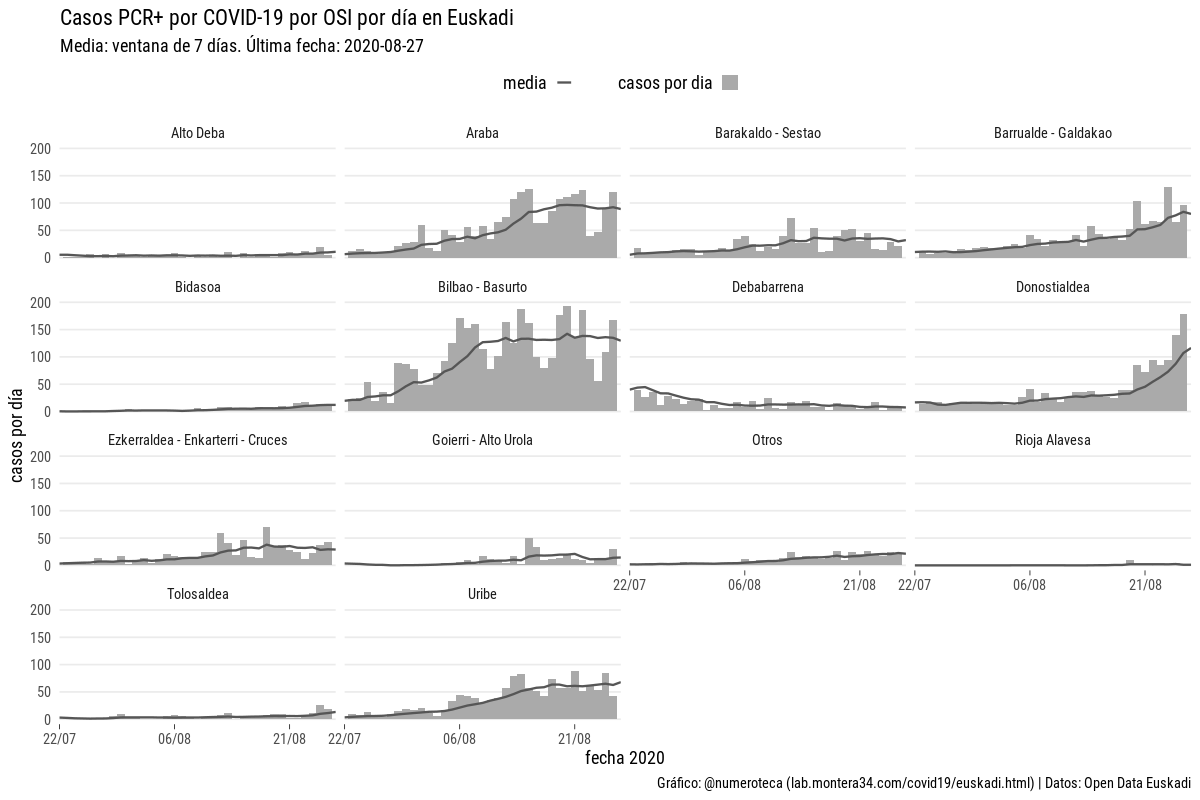 Casos PCR+ por COVID-19 por OSI por día en Euskadi
Media: ventana de 7 días. Última fecha: 2020-08-27
media casos por dia
Alto Deba Araba Barakaldo - Sestao Barrualde - Galdakao
200
150
100
50
0
Bidasoa Bilbao - Basurto Debabarrena Donostialdea
200
150
100
50
0
casos por día
Ezkerraldea - Enkarterri - Cruces Goierri - Alto Urola Otros Rioja Alavesa
200
150
100
50
0
22/07 06/08 21/08 22/07 06/08 21/08
Tolosaldea Uribe
200
150
100
50
0
22/07 06/08 21/08 22/07 06/08 21/08
fecha 2020
Gráfico: @numeroteca (lab.montera34.com/covid19/euskadi.html) | Datos: Open Data Euskadi